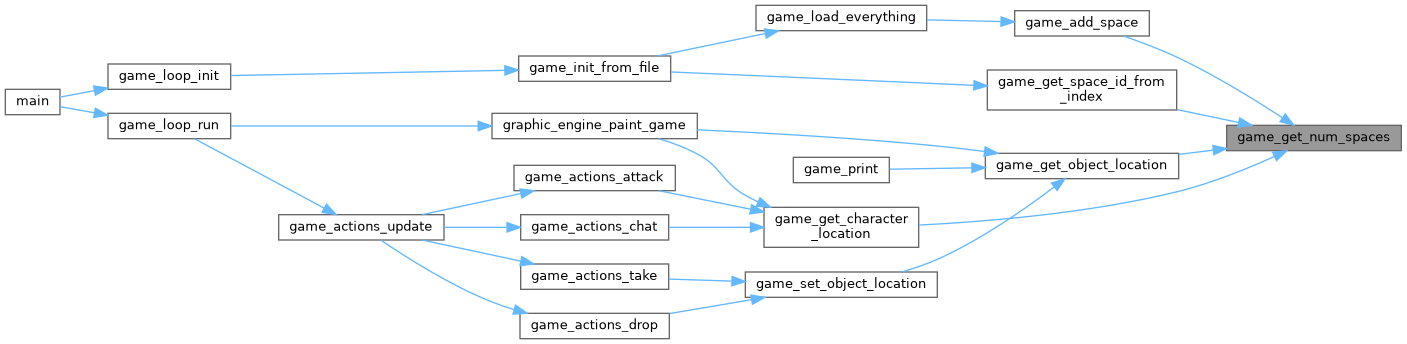 game_load_everything
game_add_space
game_loop_init
game_init_from_file
game_get_space_id_from
_index
main
game_loop_run
graphic_engine_paint_game
game_get_num_spaces
game_print
game_get_object_location
game_actions_attack
game_get_character
_location
game_actions_update
game_actions_chat
game_actions_take
game_set_object_location
game_actions_drop